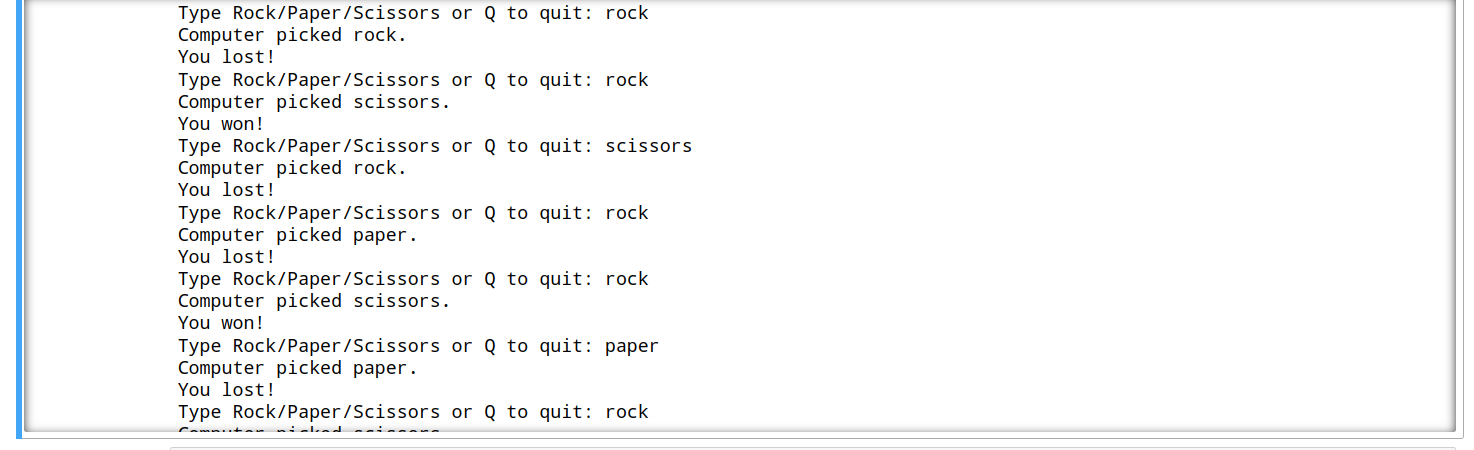 Type Rock/Paper/Scissors or Q to quit: rock
Computer picked rock.
You lost!
Type Rock/Paper/Scissors or Q to quit: rock
Computer picked scissors.
You won!
Type Rock/Paper/Scissors or Q to quit: scissors
Computer picked rock.
You lost!
Type Rock/Paper/Scissors or Q to quit: rock
Computer picked paper.
You lost!
Type Rock/Paper/Scissors or Q to quit: rock
Computer picked scissors.
You won!
Type Rock/Paper/Scissors or Q to quit: paper
Computer picked paper.
You lost!
Type Rock/Paper/Scissors or Q to quit: rock
Computer picked scissors